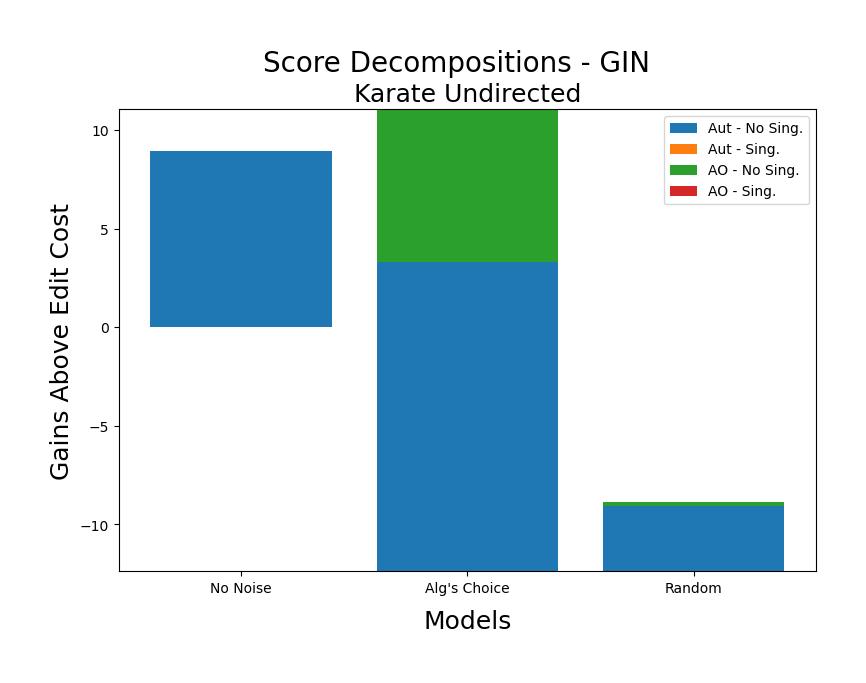 Score Decompositions - GIN
Karate Undirected
Aut - No Sing.
Aut - Sing.
AO - No Sing.
AO - Sing.
10
5
0
−5
−10
Gains Above Edit Cost
No Noise
Alg's Choice
Random
Models